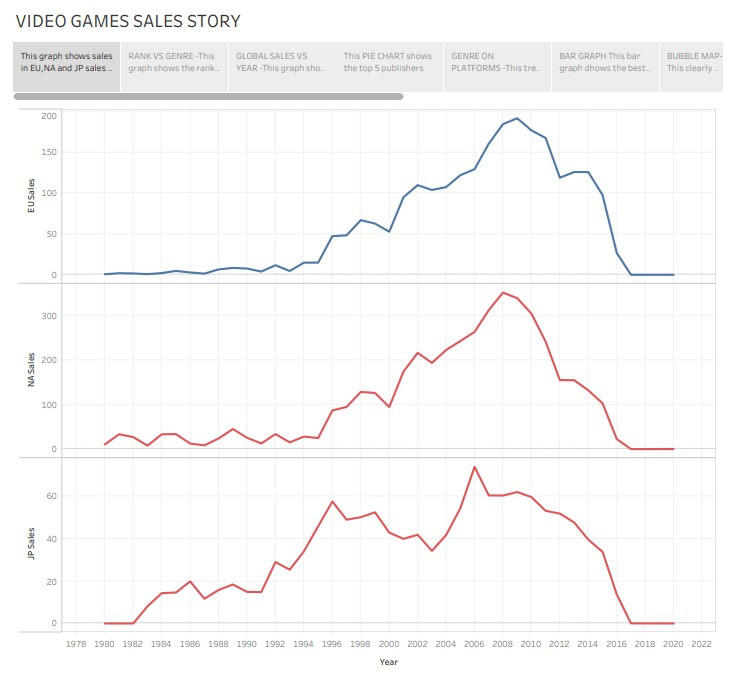 VIDEO GAMES SALES STORY
This graph shows sales
in EU,NA and JP sales ..
RANK VS GENRE -This
graph shows the rank..
GLOBAL SALES VS
YEAR -This graph sho..
This PIE CHART shows
the top 5 publishers
GENRE ON
PLATFORMS -This tre..
BAR GRAPH This bar
graph dhows the best..
BUBBLE MAP-
This clearly ..
200
150
100
50
0
EU Sales
300
200
100
0
NA Sales
60
40
20
0
JP Sales
1978 1980 1982 1984 1986 1988 1990 1992 1994 1996 1998 2000 2002 2004 2006 2008 2010 2012 2014 2016 2018 2020 2022
Year